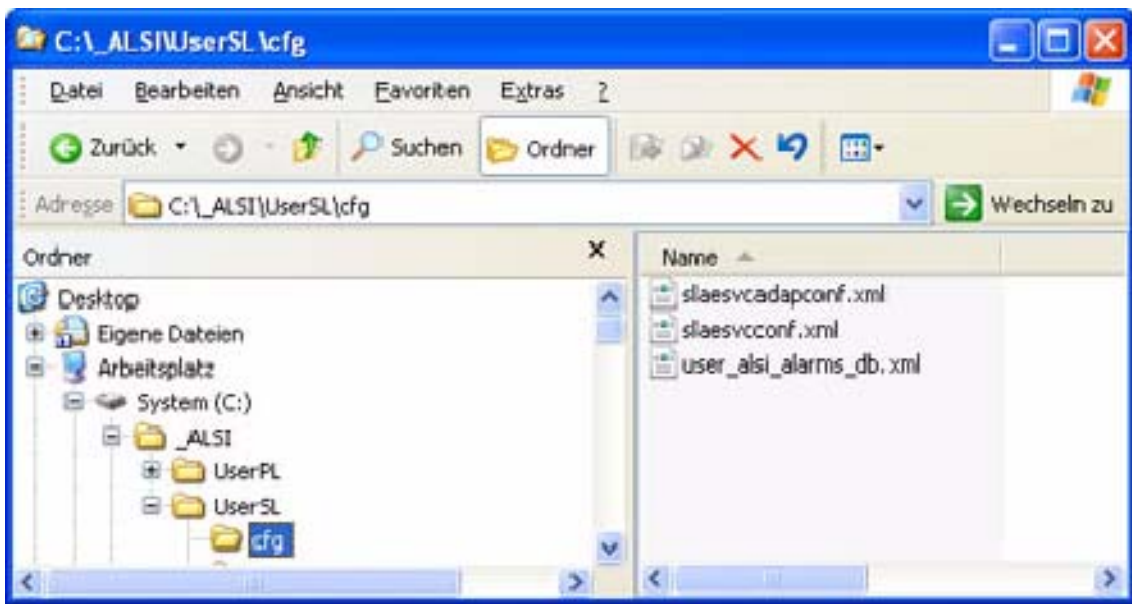 C:\_ALSI\UserSL\cfg
Datei Bearbeiten Ansicht Favoriten Extras ?
Zurück Suchen Ordner
Adresse C:\_ALSI\UserSL\cfg Wechseln zu
Ordner X
Desktop
Eigene Dateien
Arbeitsplatz
System (C:)
_ALSI
UserPL
UserSL
cfg
Name
slaesvcadapconf.xml
slaesvcconf.xml
user_alsi_alarms_db.xml